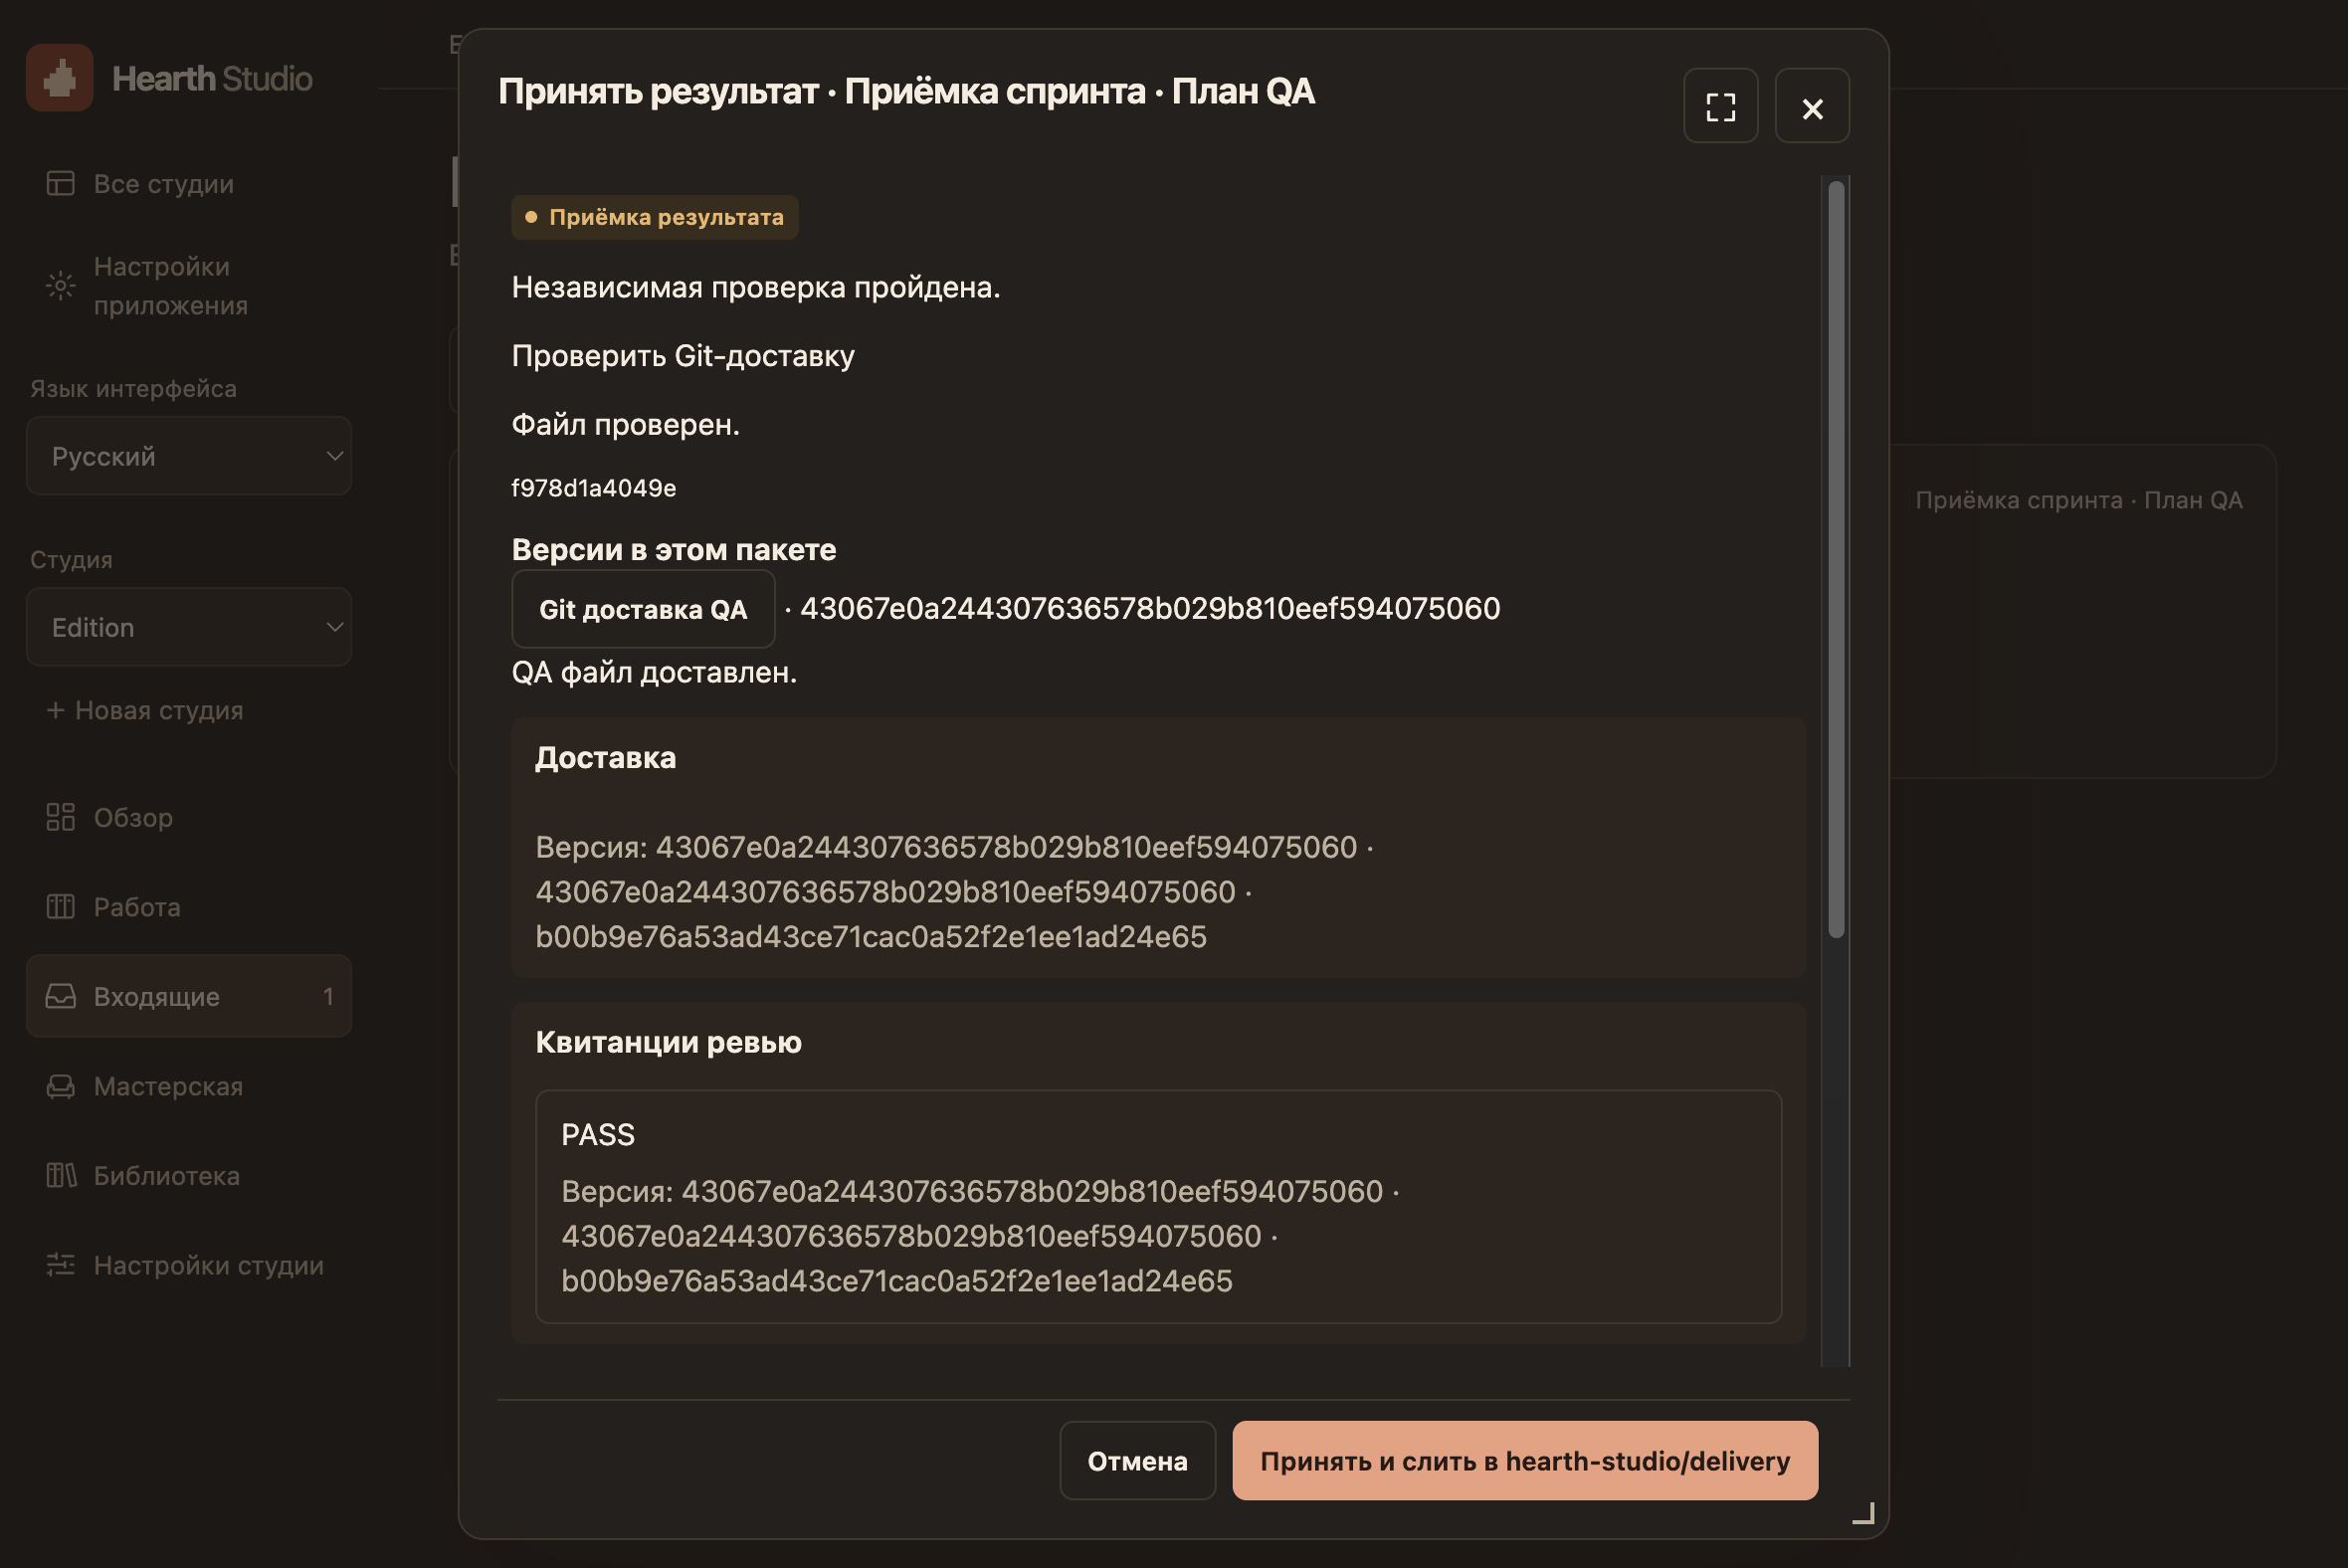 Hearth Studio
Все студии
Настройки
приложения
Язык интерфейса
Русский
Студия
Edition
+ Новая студия
Обзор
Работа
Входящие 1
Мастерская
Библиотека
Настройки студии
Принять результат · Приёмка спринта · План QA
Приёмка результата
Независимая проверка пройдена.
Проверить Git-доставку
Файл проверен.
f978d1a4049e
Версии в этом пакете
Git доставка QA · 43067e0a244307636578b029b810eef594075060
QA файл доставлен.
Доставка
Версия: 43067e0a244307636578b029b810eef594075060 ·
43067e0a244307636578b029b810eef594075060 ·
b00b9e76a53ad43ce71cac0a52f2e1ee1ad24e65
Квитанции ревью
PASS
Версия: 43067e0a244307636578b029b810eef594075060 ·
43067e0a244307636578b029b810eef594075060 ·
b00b9e76a53ad43ce71cac0a52f2e1ee1ad24e65
Отмена
Принять и слить в hearth-studio/delivery
Приёмка спринта · План QA